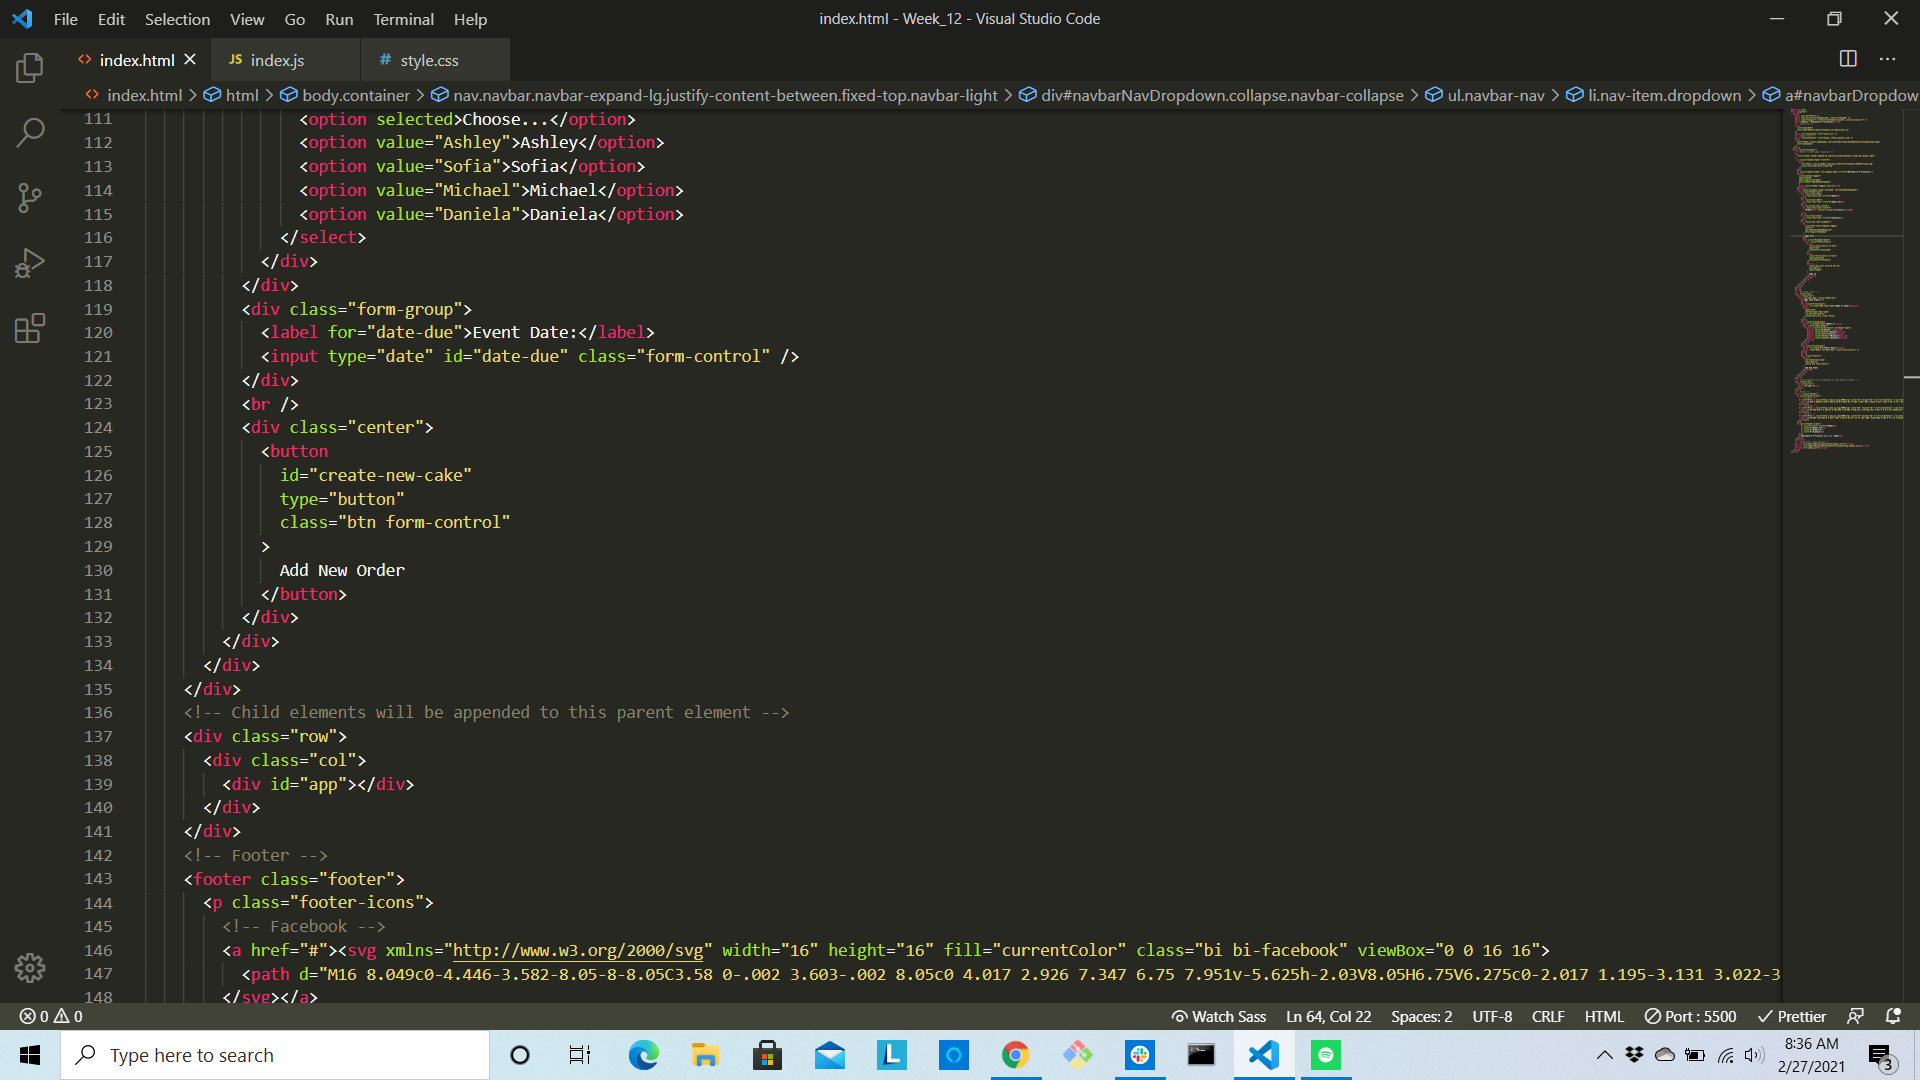 File Edit Selection View Go Run Terminal Help
index.html - Week_12 - Visual Studio Code
<> index.html × JS index.js # style.css
<> index.html > html > body.container > nav.navbar.navbar-expand-lg.justify-content-between.fixed-top.navbar-light > div#navbarNavDropdown.collapse.navbar-collapse > ul.navbar-nav > li.nav-item.dropdown > a#navbarDropdow
111 <option selected>Choose...</option>
112 <option value="Ashley">Ashley</option>
113 <option value="Sofia">Sofia</option>
114 <option value="Michael">Michael</option>
115 <option value="Daniela">Daniela</option>
116 </select>
117 </div>
118 </div>
119 <div class="form-group">
120 <label for="date-due">Event Date:</label>
121 <input type="date" id="date-due" class="form-control" />
122 </div>
123 <br />
124 <div class="center">
125 <button
126 id="create-new-cake"
127 type="button"
128 class="btn form-control"
129 >
130 Add New Order
131 </button>
132 </div>
133 </div>
134 </div>
135 </div>
136 <!-- Child elements will be appended to this parent element -->
137 <div class="row">
138 <div class="col">
139 <div id="app"></div>
140 </div>
141 </div>
142 <!-- Footer -->
143 <footer class="footer">
144 <p class="footer-icons">
145 <!-- Facebook -->
146 <a href="#"><svg xmlns="http://www.w3.org/2000/svg" width="16" height="16" fill="currentColor" class="bi bi-facebook" viewBox="0 0 16 16">
147 <path d="M16 8.049c0-4.446-3.582-8.05-8-8.05C3.58 0-.002 3.603-.002 8.05c0 4.017 2.926 7.347 6.75 7.951v-5.625h-2.03V8.05H6.75V6.275c0-2.017 1.195-3.131 3.022-3
148 </svg></a>
0 0 Watch Sass Ln 64, Col 22 Spaces: 2 UTF-8 CRLF HTML Port : 5500 Prettier
Type here to search
8:36 AM
2/27/2021
3